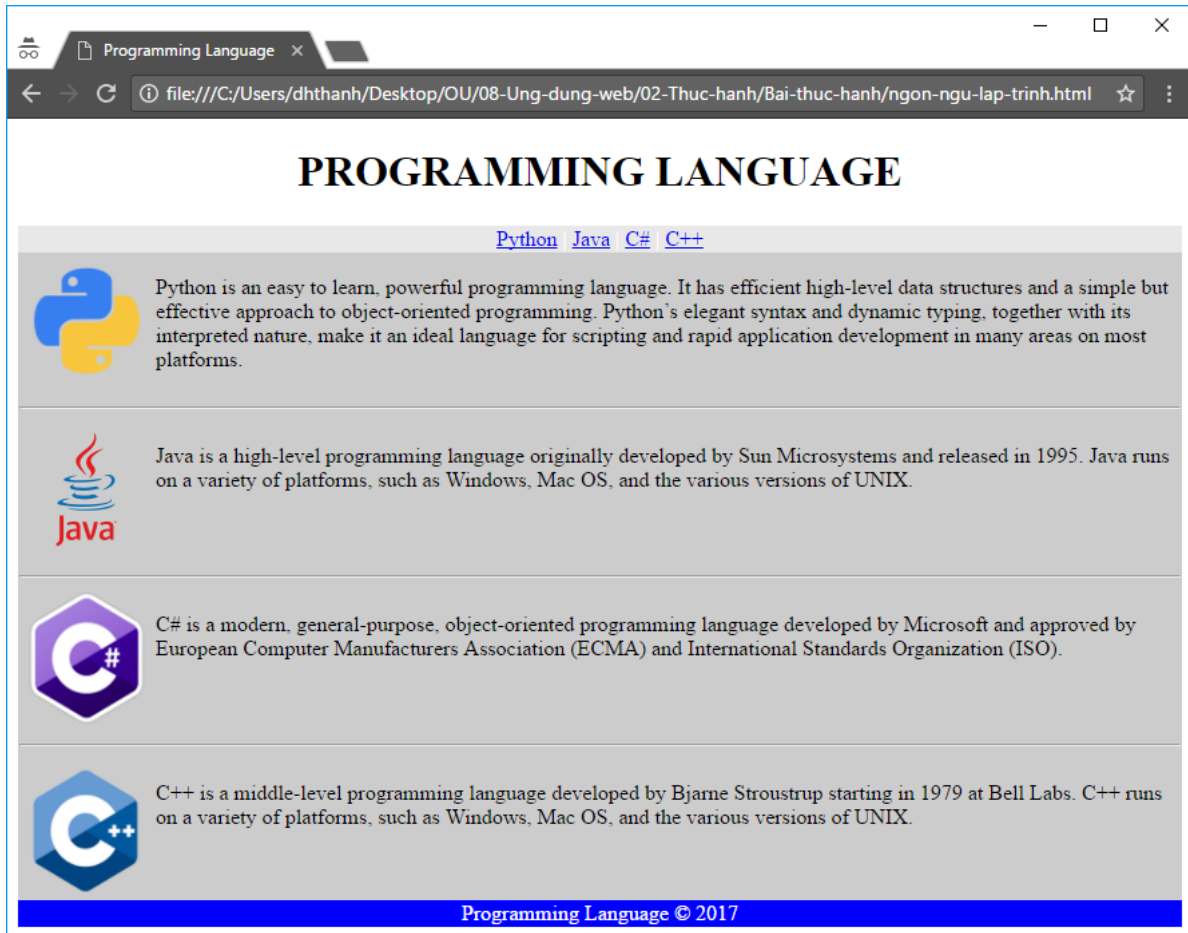 Programming Language
file:///C:/Users/dhthanh/Desktop/OU/08-Ung-dung-web/02-Thuc-hanh/Bai-thuc-hanh/ngon-ngu-lap-trinh.html
PROGRAMMING LANGUAGE
Python | Java | C# | C++
Python is an easy to learn, powerful programming language. It has efficient high-level data structures and a simple but
effective approach to object-oriented programming. Python’s elegant syntax and dynamic typing, together with its
interpreted nature, make it an ideal language for scripting and rapid application development in many areas on most
platforms.
Java is a high-level programming language originally developed by Sun Microsystems and released in 1995. Java runs
on a variety of platforms, such as Windows, Mac OS, and the various versions of UNIX.
Java
C# is a modern, general-purpose, object-oriented programming language developed by Microsoft and approved by
European Computer Manufacturers Association (ECMA) and International Standards Organization (ISO).
C#
C++ is a middle-level programming language developed by Bjarne Stroustrup starting in 1979 at Bell Labs. C++ runs
on a variety of platforms, such as Windows, Mac OS, and the various versions of UNIX.
C++
Programming Language © 2017